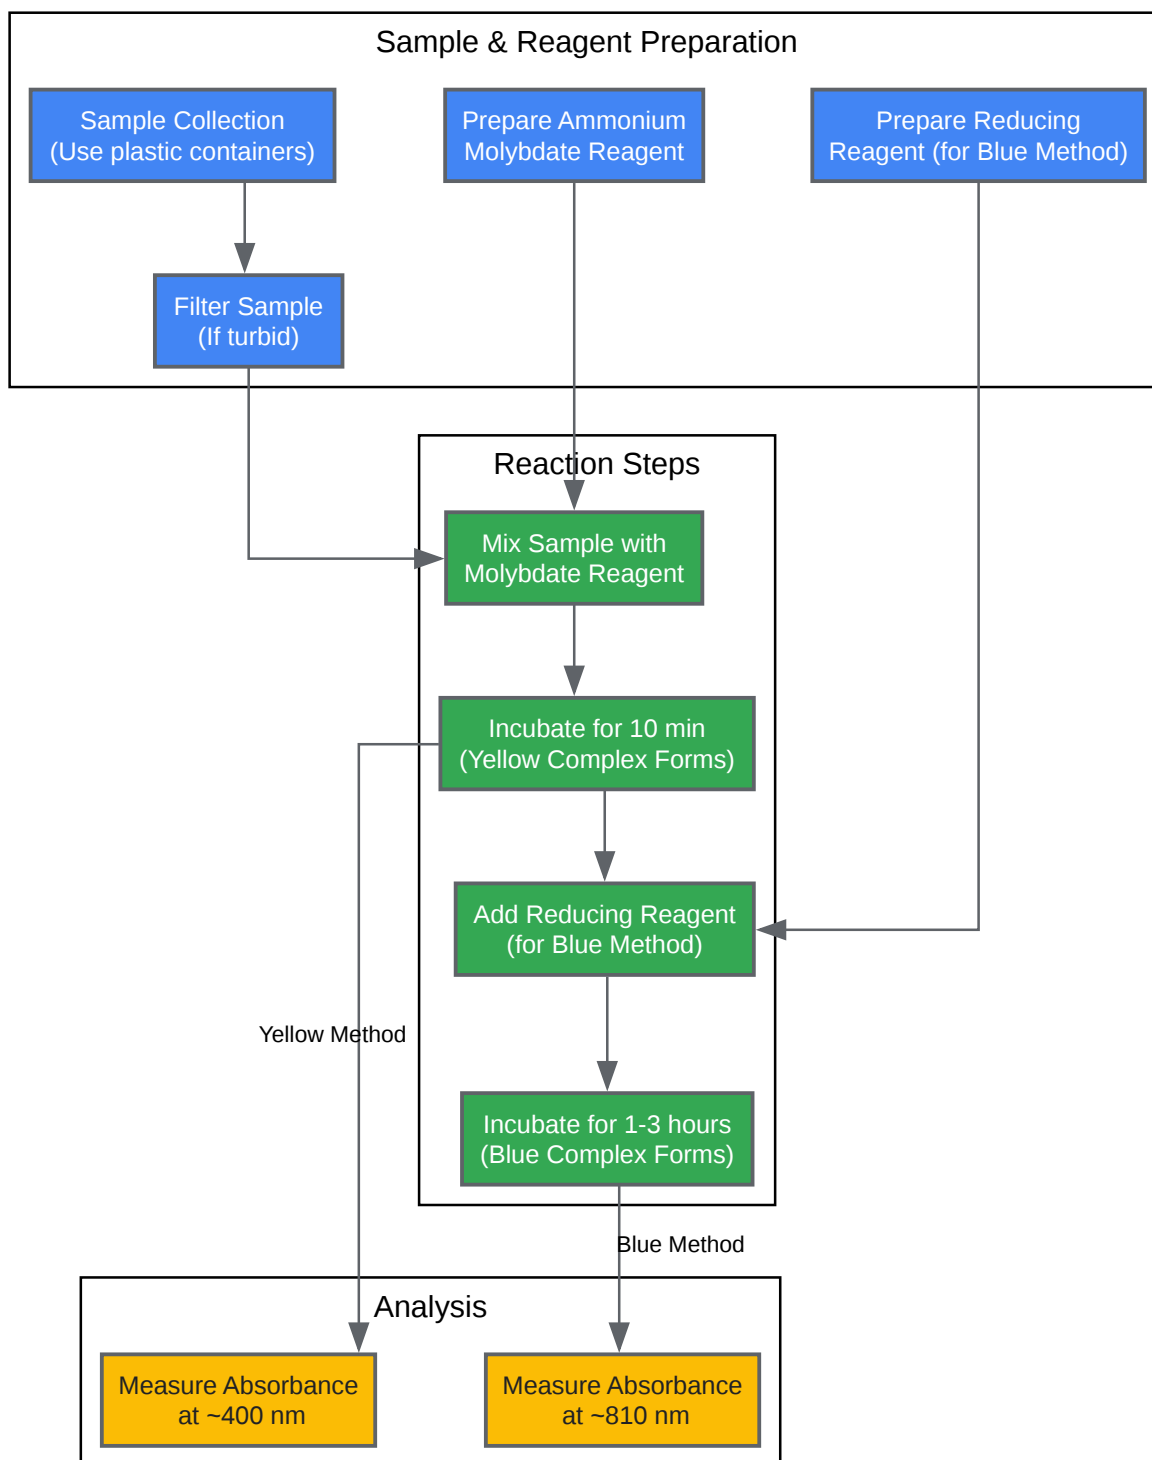 Sample & Reagent Preparation
Sample Collection
(Use plastic containers)
Prepare Ammonium
Molybdate Reagent
Prepare Reducing
Reagent (for Blue Method)
Filter Sample
(If turbid)
Reaction Steps
Mix Sample with
Molybdate Reagent
Incubate for 10 min
(Yellow Complex Forms)
Add Reducing Reagent
(for Blue Method)
Yellow Method
Incubate for 1-3 hours
(Blue Complex Forms)
Blue Method
Analysis
Measure Absorbance
at ~400 nm
Measure Absorbance
at ~810 nm